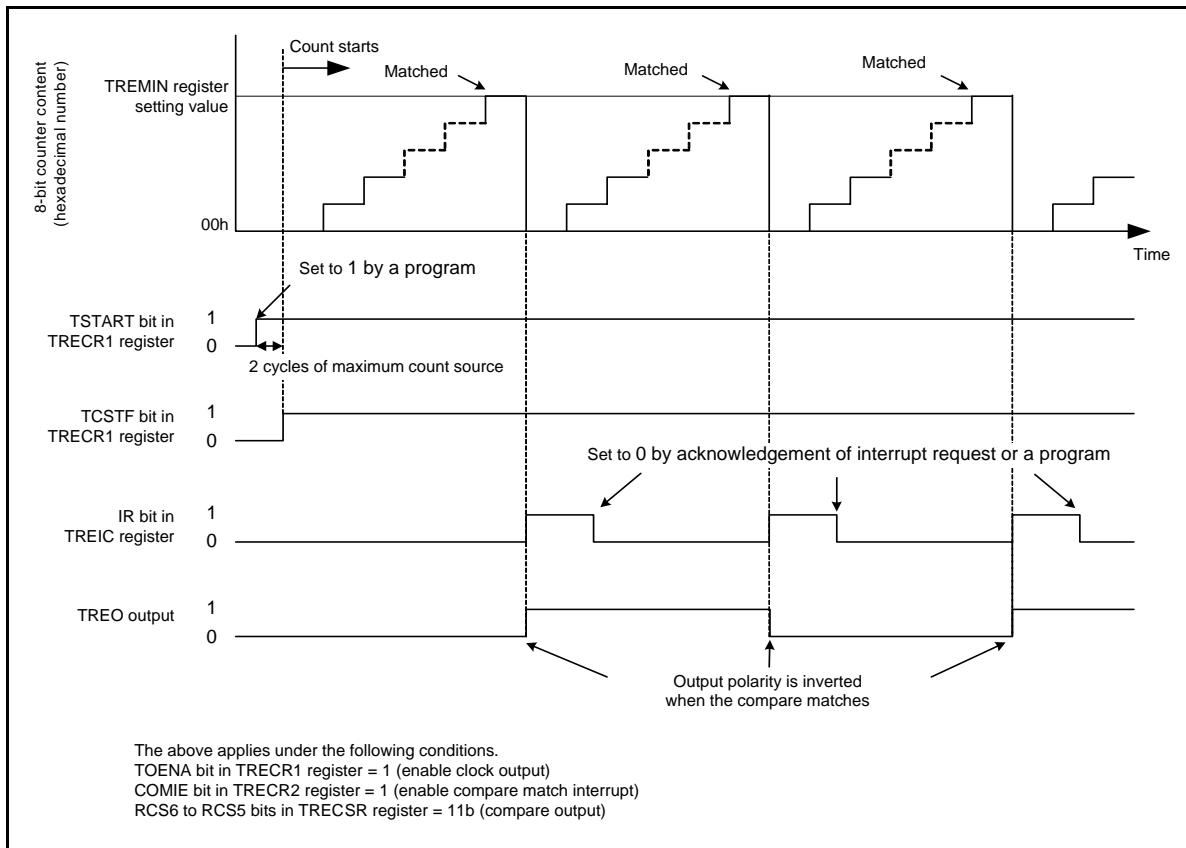 8-bit counter content
(hexadecimal number)
Count starts
Matched
Matched
Matched
TREMIN register
setting value
00h
Time
Set to 1 by a program
TSTART bit in
TRECR1 register
1
0
2 cycles of maximum count source
TCSTF bit in
TRECR1 register
1
0
Set to 0 by acknowledgement of interrupt request or a program
IR bit in
TREIC register
1
0
TREO output
1
0
Output polarity is inverted
when the compare matches
The above applies under the following conditions.
TOENA bit in TRECR1 register = 1 (enable clock output)
COMIE bit in TRECR2 register = 1 (enable compare match interrupt)
RCS6 to RCS5 bits in TRECSR register = 11b (compare output)